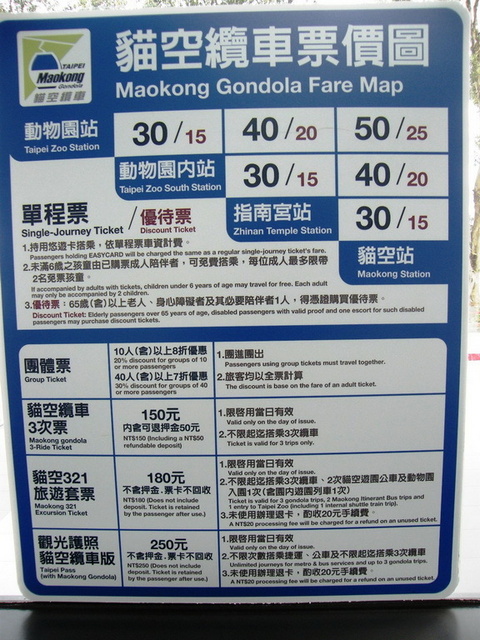 TAIPEI
Maokong
Gondola
貓空纜車
貓空纜車票價圖
Maokong Gondola Fare Map
動物園站
Taipei Zoo Station
30/15
40/20
50/25
動物園內站
Taipei Zoo South Station
30/15
40/20
單程票
Single-Journey Ticket
/優待票
Discount Ticket
指南宮站
Zhinan Temple Station
30/15
貓空站
Maokong Station
1.持用悠遊卡搭乘,依單程票車資計費。
Passengers holding EASYCARD will be charged the same as a regular single-journey ticket's fare.
2.未滿6歲之孩童由已購票成人陪伴者,可免費搭乘,每位成人最多限帶
2名免票孩童。
If accompanied by adults with tickets, children under 6 years of age may travel for free. Each adult
may only be accompanied by 2 children.
3.優待票:65歲(含)以上老人、身心障礙者及其必要陪伴者1人,得憑證購買優待票。
Discount Ticket: Elderly passengers over 65 years of age, disabled passengers with valid proof and one escort for such disabled
passengers may purchase discount tickets.
團體票
Group Ticket
10人(含)以上8折優惠
20% discount for groups of 10
or more passengers
40人(含)以上7折優惠
30% discount for groups of 40
or more passengers
1.團進團出
Passengers using group tickets must travel together.
2.旅客均以全票計算
The discount is base on the fare of an adult ticket.
貓空纜車
3次票
Maokong gondola
3-Ride Ticket
150元
內含可退押金50元
NT$150 (Including a NT$50
refundable deposit)
1.限啓用當日有效
Valid only on the day of issue.
2.不限起迄搭乘3次纜車
Ticket is valid for 3 trips only.
貓空321
旅遊套票
Maokong 321
Excursion Ticket
180元
不含押金、票卡不回收
NT$180 (Does not include
deposit. Ticket is retained
by the passenger after use.)
1.限啓用當日有效
Valid only on the day of issue.
2.不限起迄搭乘3次纜車、2次貓空遊園公車及動物園
入園1次(含園內遊園列車1次)
Ticket is valid for 3 gondola trips, 2 Maokong Itinerant Bus trips and
1 entry to Taipei Zoo (including 1 internal shuttle train trip).
3.未使用辦理退卡,酌收20元手續費。
A NT$20 processing fee will be charged for a refund on an unused ticket.
觀光護照
貓空纜車版
Taipei Pass
(with Maokong Gondola)
250元
不含押金、票卡不回收
NT$250 (Does not include
deposit. Ticket is retained
by the passenger after use.)
1.限啓用當日有效
Valid only on the day of issue.
2.不限次數搭乘捷運、公車及不限起迄搭乘3次纜車
Unlimited journeys for metro & bus services and up to 3 gondola trips.
3.未使用辦理退卡,酌收20元手續費。
A NT$20 processing fee will be charged for a refund on an unused ticket.